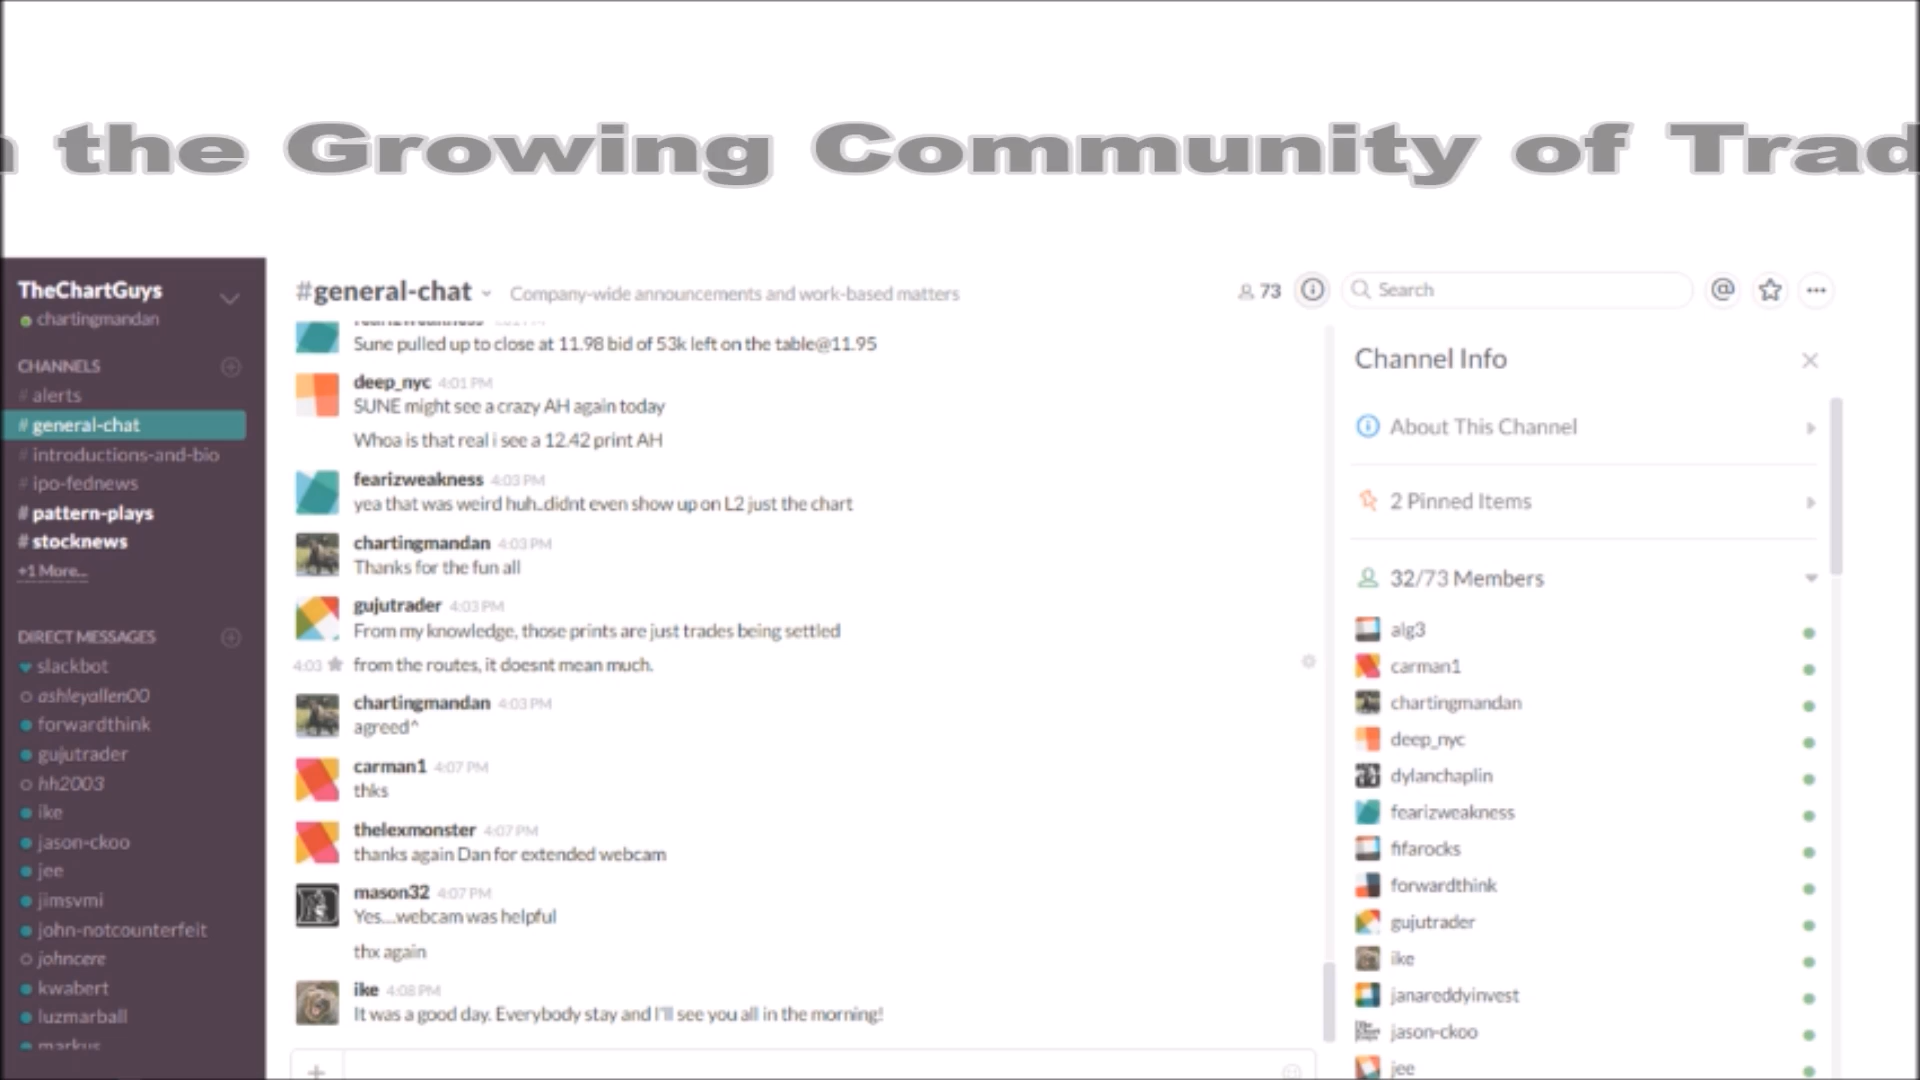 the Growing Community of Trad
TheChartGuys
chartingmandan
CHANNELS
# alerts
# general-chat
# introductions-and-bio
# ipo-fednews
# pattern-plays
# stocknews
+1 More...
DIRECT MESSAGES
slackbot
ashleyallen00
forwardthink
gujutrader
hh2003
ike
jason-ckoo
jee
jimsvmi
john-notcounterfeit
johncere
kwabert
luzmarball
markus
#general-chat Company-wide announcements and work-based matters
73
Search
fearizweakness
Sune pulled up to close at 11.98 bid of 53k left on the table@11.95
deep_nyc 4:01 PM
SUNE might see a crazy AH again today
Whoa is that real i see a 12.42 print AH
fearizweakness 4:03 PM
yea that was weird huh..didnt even show up on L2 just the chart
chartingmandan 4:03 PM
Thanks for the fun all
gujutrader 4:03 PM
From my knowledge, those prints are just trades being settled
4:03 from the routes, it doesnt mean much.
chartingmandan 4:03 PM
agreed^
carman1 4:07 PM
thks
thelexmonster 4:07 PM
thanks again Dan for extended webcam
mason32 4:07 PM
Yes....webcam was helpful
thx again
ike 4:08 PM
It was a good day. Everybody stay and I'll see you all in the morning!
Channel Info
About This Channel
2 Pinned Items
32/73 Members
alg3
carman1
chartingmandan
deep_nyc
dylanchaplin
fearizweakness
fifarocks
forwardthink
gujutrader
ike
janareddyinvest
jason-ckoo
jee